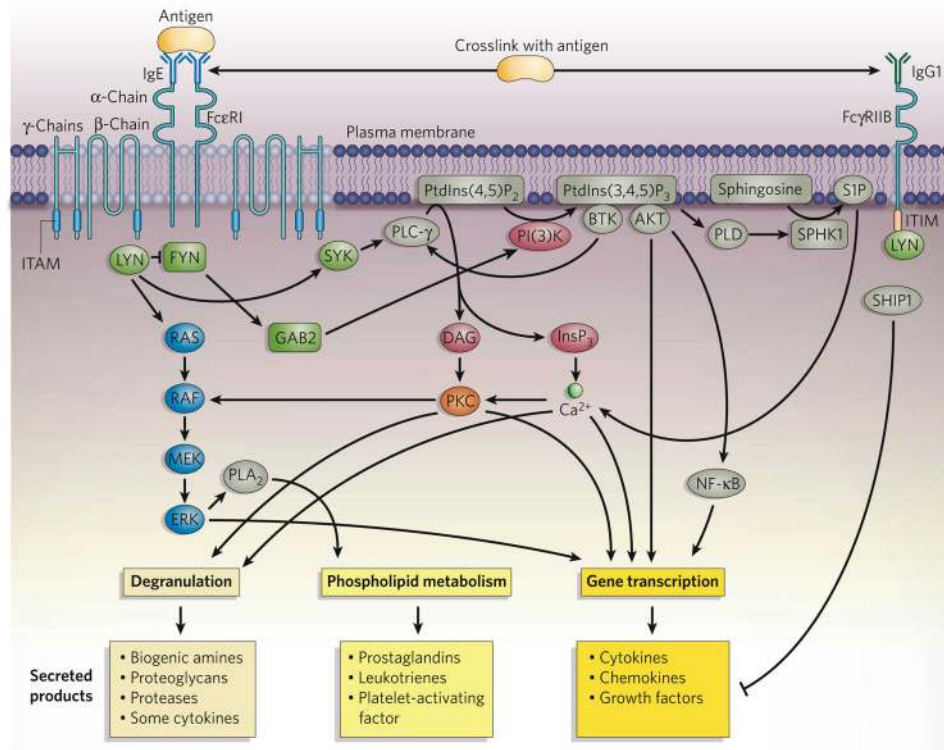 Antigen
Crosslink with antigen
IgE
IgG1
α-Chain
γ-Chains
β-Chain
FcεRI
Plasma membrane
FcγRIIB
PtdIns(4,5)P₂
PtdIns(3,4,5)P₃
Sphingosine
S1P
ITIM
BTK
AKT
PLC-γ
PI(3)K
PLD
SPHK1
LYN
ITAM
LYN
FYN
SYK
SHIP1
RAS
GAB2
DAG
InsP₃
RAF
PKC
Ca²⁺
MEK
PLA₂
NF-κB
ERK
Degranulation
Phospholipid metabolism
Gene transcription
Secreted
products
• Biogenic amines
• Proteoglycans
• Proteases
• Some cytokines
• Prostaglandins
• Leukotrienes
• Platelet-activating
factor
• Cytokines
• Chemokines
• Growth factors